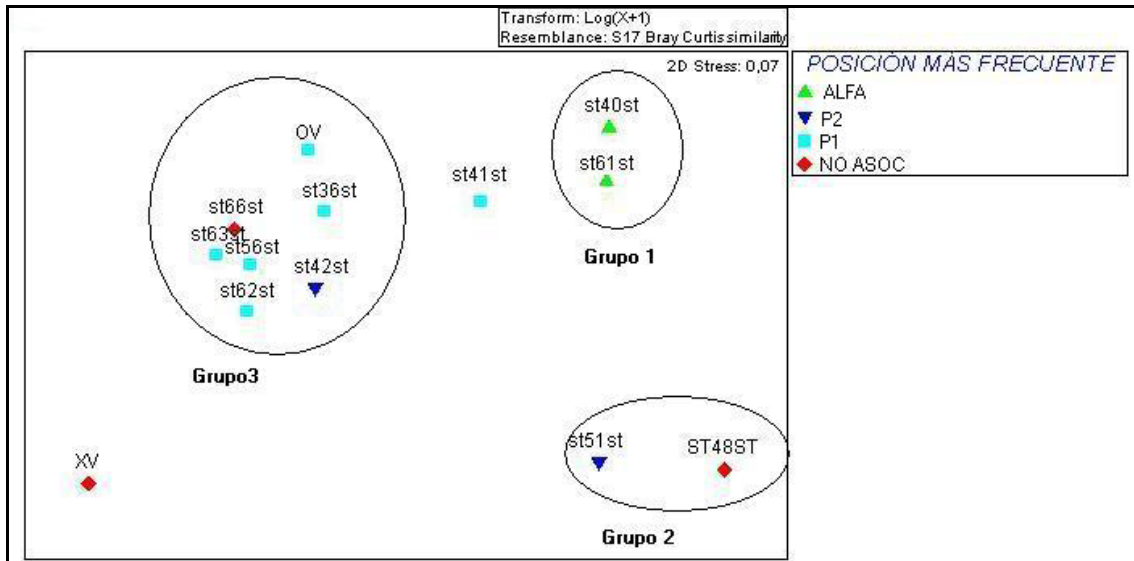 Transform: Log(X+1)
Resemblance: S17 Bray Curtis similarity
2D Stress: 0,07
POSICIÓN MÁS FRECUENTE
ALFA
P2
P1
NO ASOC
st40st
OV
st61st
st41st
st36st
st66st
st63st
st56st
Grupo 1
st42st
st62st
Grupo3
st51st
ST48ST
XV
Grupo 2